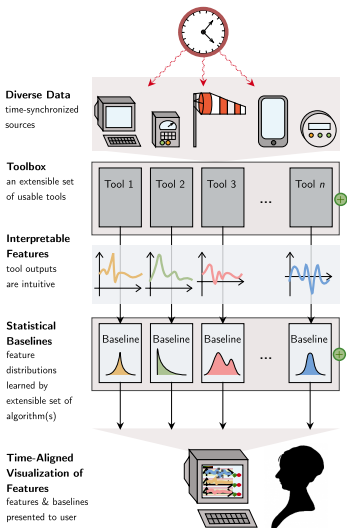 Diverse Data
time-synchronized
sources
Toolbox
an extensible set
of usable tools
Tool 1
Tool 2
Tool 3
...
Tool n
+
Interpretable
Features
tool outputs
are intuitive
Statistical
Baselines
feature
distributions
learned by
extensible set of
algorithm(s)
Baseline
Baseline
Baseline
...
Baseline
+
Time-Aligned
Visualization of
Features
features & baselines
presented to user